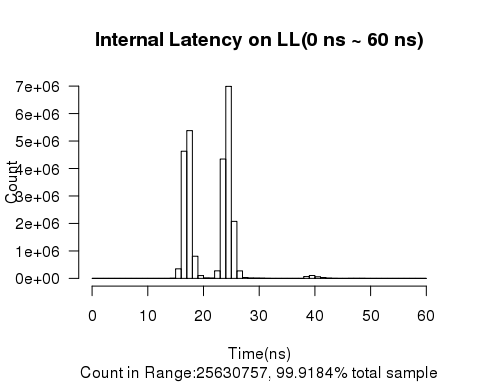 Internal Latency on LL(0 ns ~ 60 ns)
7e+06
6e+06
5e+06
4e+06
3e+06
2e+06
1e+06
0e+00
Count
0 10 20 30 40 50 60
Time(ns)
Count in Range:25630757, 99.9184% total sample